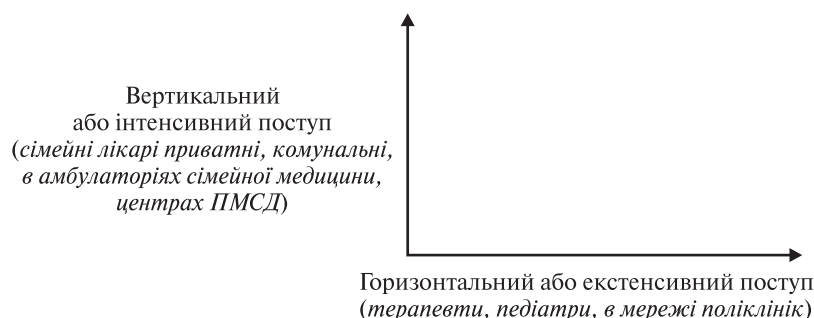 Вертикальний
або інтенсивний поступ
(сімейні лікарі приватні, комунальні,
в амбулаторіях сімейної медицини,
центрах ПМСД)
Горизонтальний або екстенсивний поступ
(терапевти, педіатри, в мережі поліклінік)